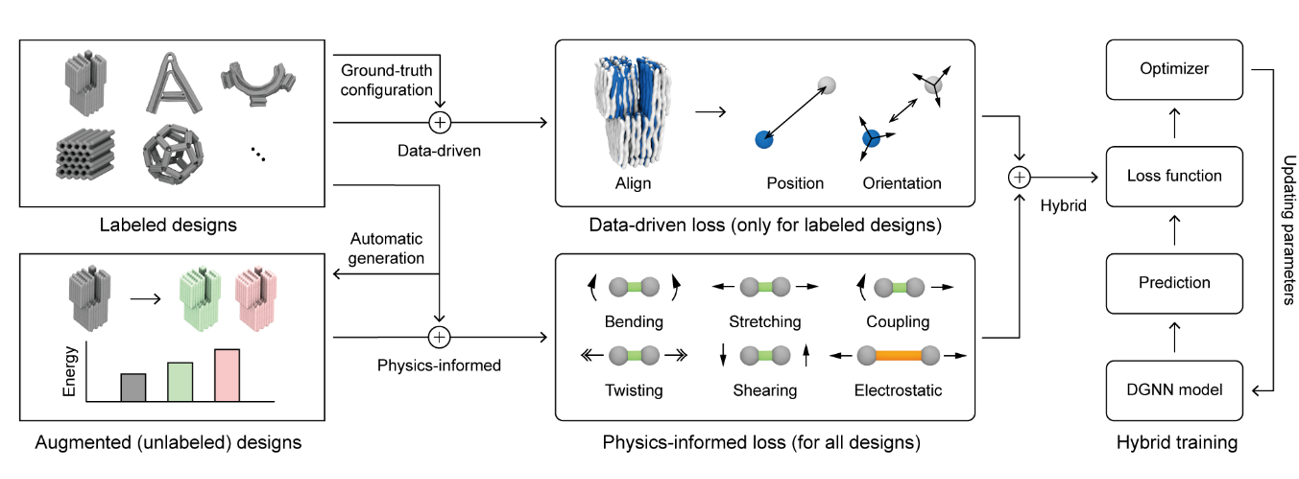 Ground-truth
configuration
Data-driven
Labeled designs
Automatic
generation
Physics-informed
Energy
Augmented (unlabeled) designs
Align
Position
Orientation
Data-driven loss (only for labeled designs)
Bending
Stretching
Coupling
Twisting
Shearing
Electrostatic
Physics-informed loss (for all designs)
Hybrid
Optimizer
Loss function
Prediction
DGNN model
Updating parameters
Hybrid training